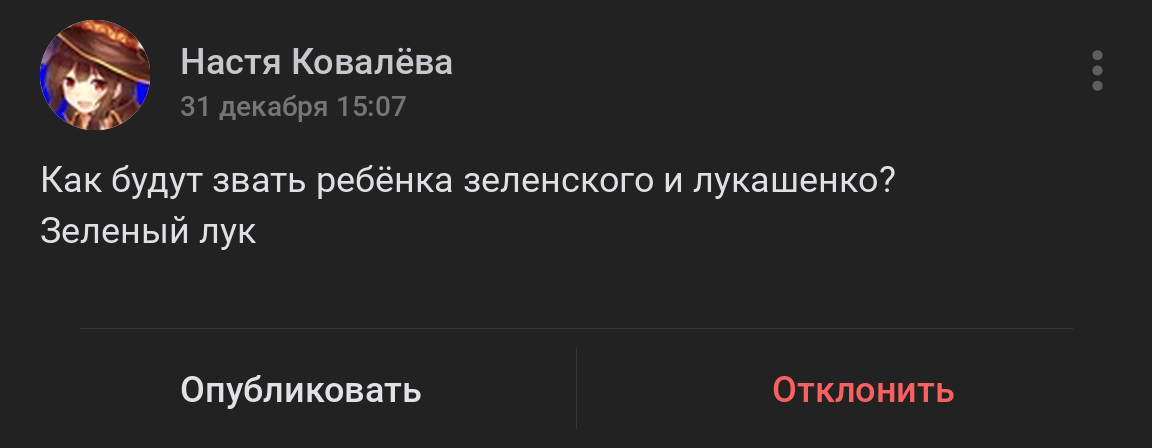 Настя Ковалёва
31 декабря 15:07
Как будут звать ребёнка зеленского и лукашенко?
Зеленый лук
Опубликовать
Отклонить